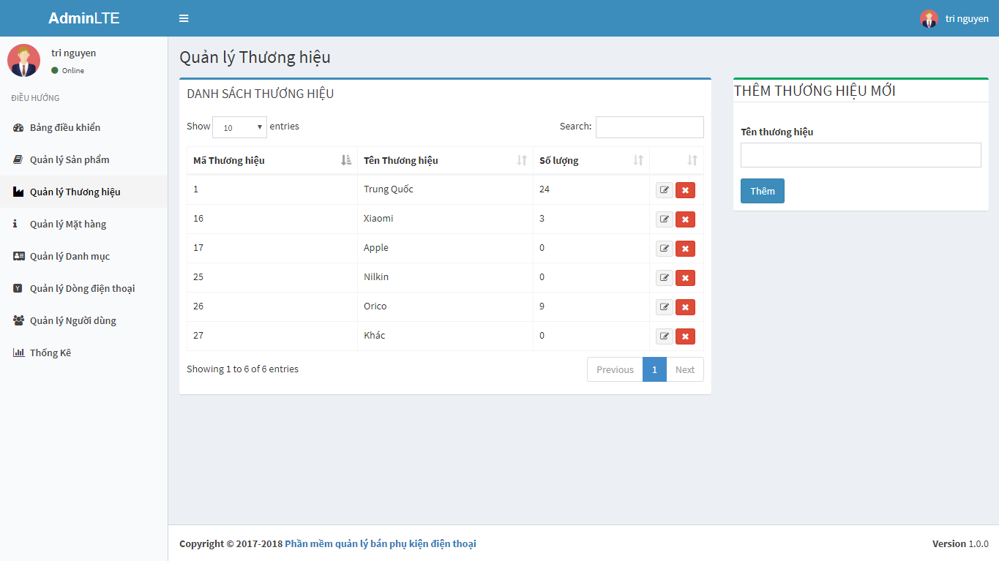 AdminLTE
tri nguyen
tri nguyen
Online
ĐIỀU HƯỚNG
Bảng điều khiển
Quản lý Sản phẩm
Quản lý Thương hiệu
Quản lý Mặt hàng
Quản lý Danh mục
Quản lý Dòng điện thoại
Quản lý Người dùng
Thống Kê
Quản lý Thương hiệu
DANH SÁCH THƯƠNG HIỆU
Show 10 entries Search:
Mã Thương hiệu Tên Thương hiệu Số lượng
1 Trung Quốc 24
16 Xiaomi 3
17 Apple 0
25 Nilkin 0
26 Orico 9
27 Khác 0
Showing 1 to 6 of 6 entries Previous 1 Next
THÊM THƯƠNG HIỆU MỚI
Tên thương hiệu
Thêm
Copyright © 2017-2018 Phần mềm quản lý bán phụ kiện điện thoại Version 1.0.0